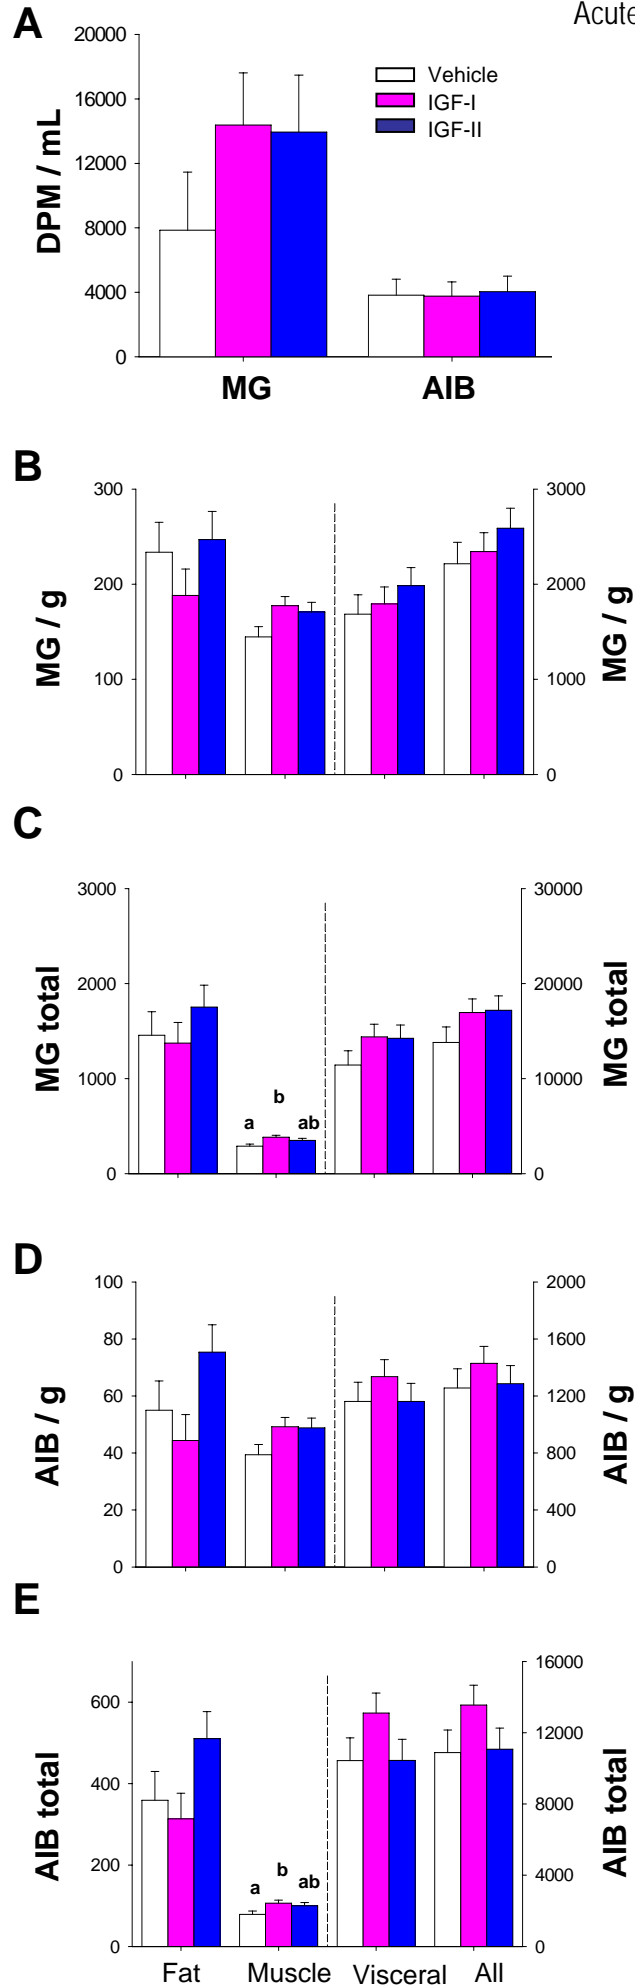 Acute
A
20000
16000
12000
8000
4000
0
DPM / mL
Vehicle
IGF-I
IGF-II
MG AIB
B
300
200
100
0
MG / g
3000
2000
1000
0
MG / g
C
3000
2000
1000
0
MG total
a b ab
30000
20000
10000
0
MG total
D
100
80
60
40
20
0
AIB / g
2000
1600
1200
800
400
0
AIB / g
E
600
400
200
0
AIB total
a b ab
16000
12000
8000
4000
0
AIB total
Fat Muscle Visceral All